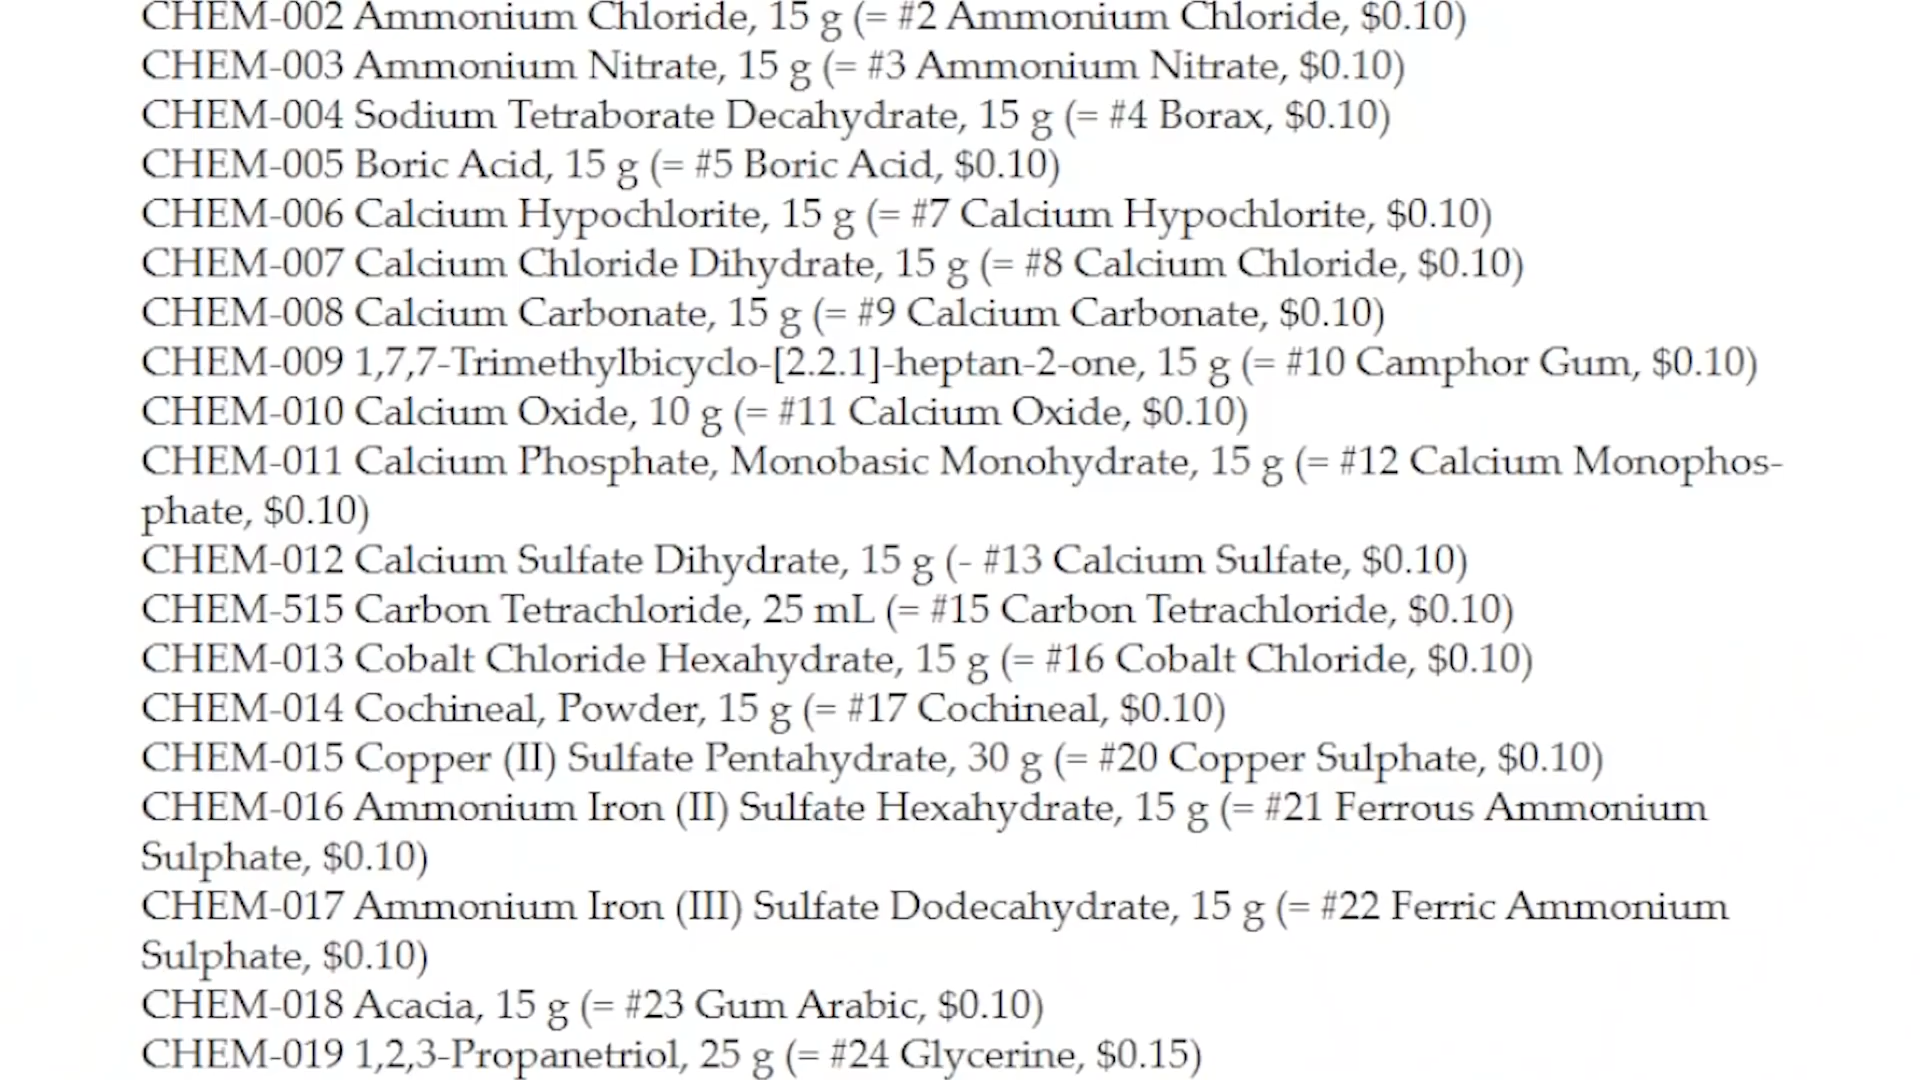 CHEM-002 Ammonium Chloride, 15 g (= #2 Ammonium Chloride, $0.10)
CHEM-003 Ammonium Nitrate, 15 g (= #3 Ammonium Nitrate, $0.10)
CHEM-004 Sodium Tetraborate Decahydrate, 15 g (= #4 Borax, $0.10)
CHEM-005 Boric Acid, 15 g (= #5 Boric Acid, $0.10)
CHEM-006 Calcium Hypochlorite, 15 g (= #7 Calcium Hypochlorite, $0.10)
CHEM-007 Calcium Chloride Dihydrate, 15 g (= #8 Calcium Chloride, $0.10)
CHEM-008 Calcium Carbonate, 15 g (= #9 Calcium Carbonate, $0.10)
CHEM-009 1,7,7-Trimethylbicyclo-[2.2.1]-heptan-2-one, 15 g (= #10 Camphor Gum, $0.10)
CHEM-010 Calcium Oxide, 10 g (= #11 Calcium Oxide, $0.10)
CHEM-011 Calcium Phosphate, Monobasic Monohydrate, 15 g (= #12 Calcium Monophos-
phate, $0.10)
CHEM-012 Calcium Sulfate Dihydrate, 15 g (- #13 Calcium Sulfate, $0.10)
CHEM-515 Carbon Tetrachloride, 25 mL (= #15 Carbon Tetrachloride, $0.10)
CHEM-013 Cobalt Chloride Hexahydrate, 15 g (= #16 Cobalt Chloride, $0.10)
CHEM-014 Cochineal, Powder, 15 g (= #17 Cochineal, $0.10)
CHEM-015 Copper (II) Sulfate Pentahydrate, 30 g (= #20 Copper Sulphate, $0.10)
CHEM-016 Ammonium Iron (II) Sulfate Hexahydrate, 15 g (= #21 Ferrous Ammonium
Sulphate, $0.10)
CHEM-017 Ammonium Iron (III) Sulfate Dodecahydrate, 15 g (= #22 Ferric Ammonium
Sulphate, $0.10)
CHEM-018 Acacia, 15 g (= #23 Gum Arabic, $0.10)
CHEM-019 1,2,3-Propanetriol, 25 g (= #24 Glycerine, $0.15)